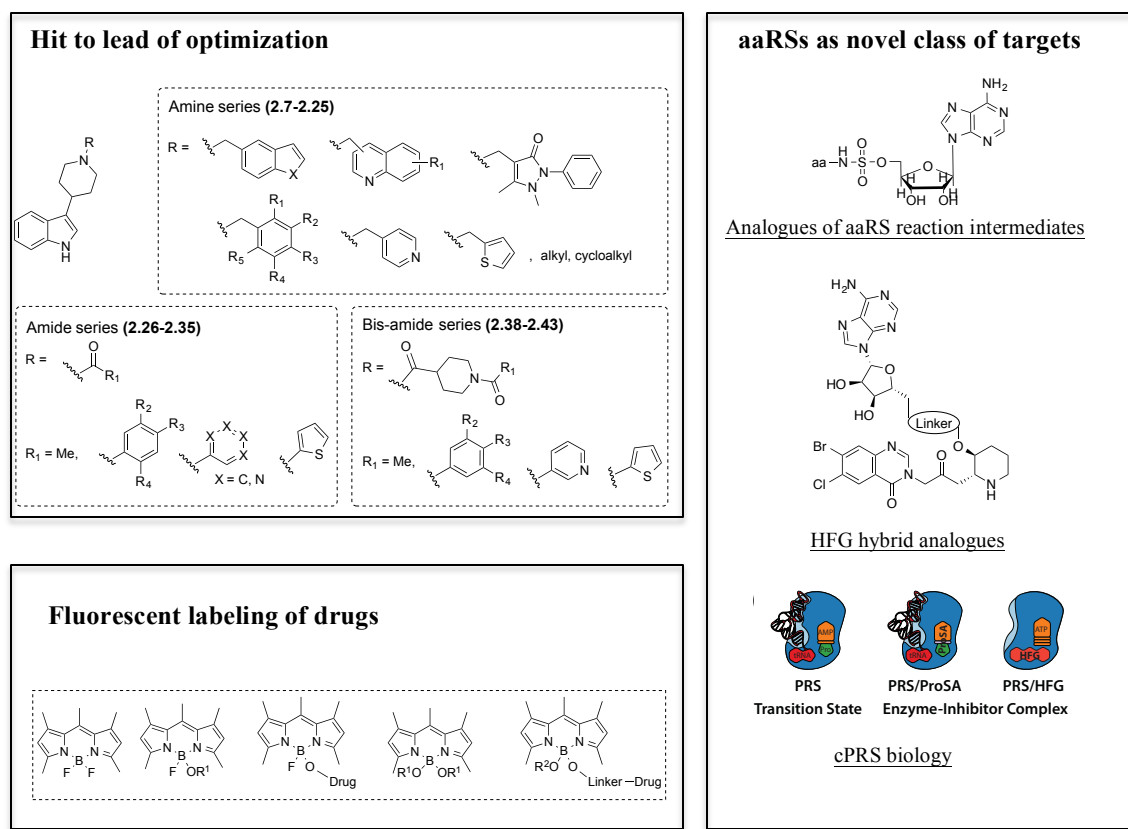 Hit to lead of optimization
Amine series (2.7-2.25)
R
N
N
H
R =
X
N
R1
O
N
N
R1
R2
R3
R4
R5
N
S
, alkyl, cycloalkyl
Amide series (2.26-2.35)
R =
O
R1
R1 = Me,
R2
R3
R4
X
X
X
X
X
X = C, N
S
Bis-amide series (2.38-2.43)
R =
O
N
R1
O
R1 = Me,
R2
R3
R4
N
S
Fluorescent labeling of drugs
N B N
F F
N B N
F OR1
N B N
F O
Drug
N B N
R1O OR1
N B N
R2O O
Linker Drug
aaRSs as novel class of targets
NH2
N
N
N
N
aa
H
N
O
S
O
O
O
H H
H H
OH OH
Analogues of aaRS reaction intermediates
H2N
N
N
N
N
O
HO
HO
Linker
O
Br
Cl
N
N
O
O
N
H
HFG hybrid analogues
AMP
Pro
tRNA
ProSA
tRNA
ATP
HFG
PRS PRS/ProSA PRS/HFG
Transition State Enzyme-Inhibitor Complex
cPRS biology